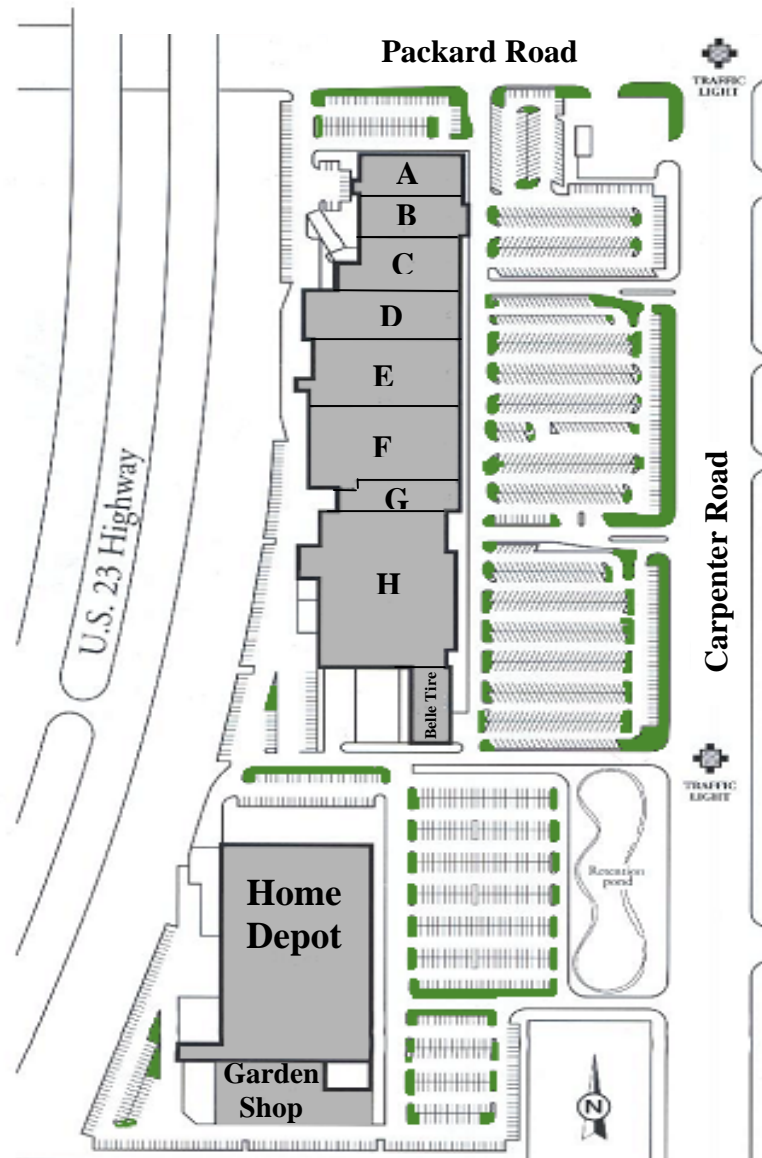 Packard Road
TRAFFIC
LIGHT
A
B
C
D
E
F
G
H
U.S. 23 Highway
Carpenter Road
Belle Tire
TRAFFIC
LIGHT
Retention
pond
Home
Depot
Garden
Shop
N